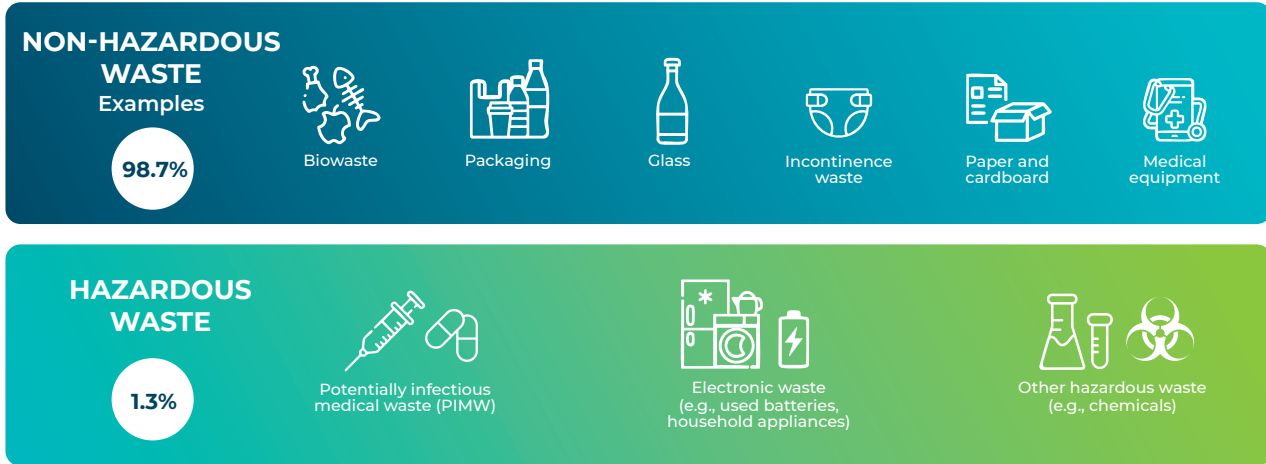 NON-HAZARDOUS
WASTE
Examples
98.7%
Biowaste
Packaging
Glass
Incontinence
waste
Paper and
cardboard
Medical
equipment
HAZARDOUS
WASTE
1.3%
Potentially infectious
medical waste (PIMW)
Electronic waste
(e.g., used batteries,
household appliances)
Other hazardous waste
(e.g., chemicals)